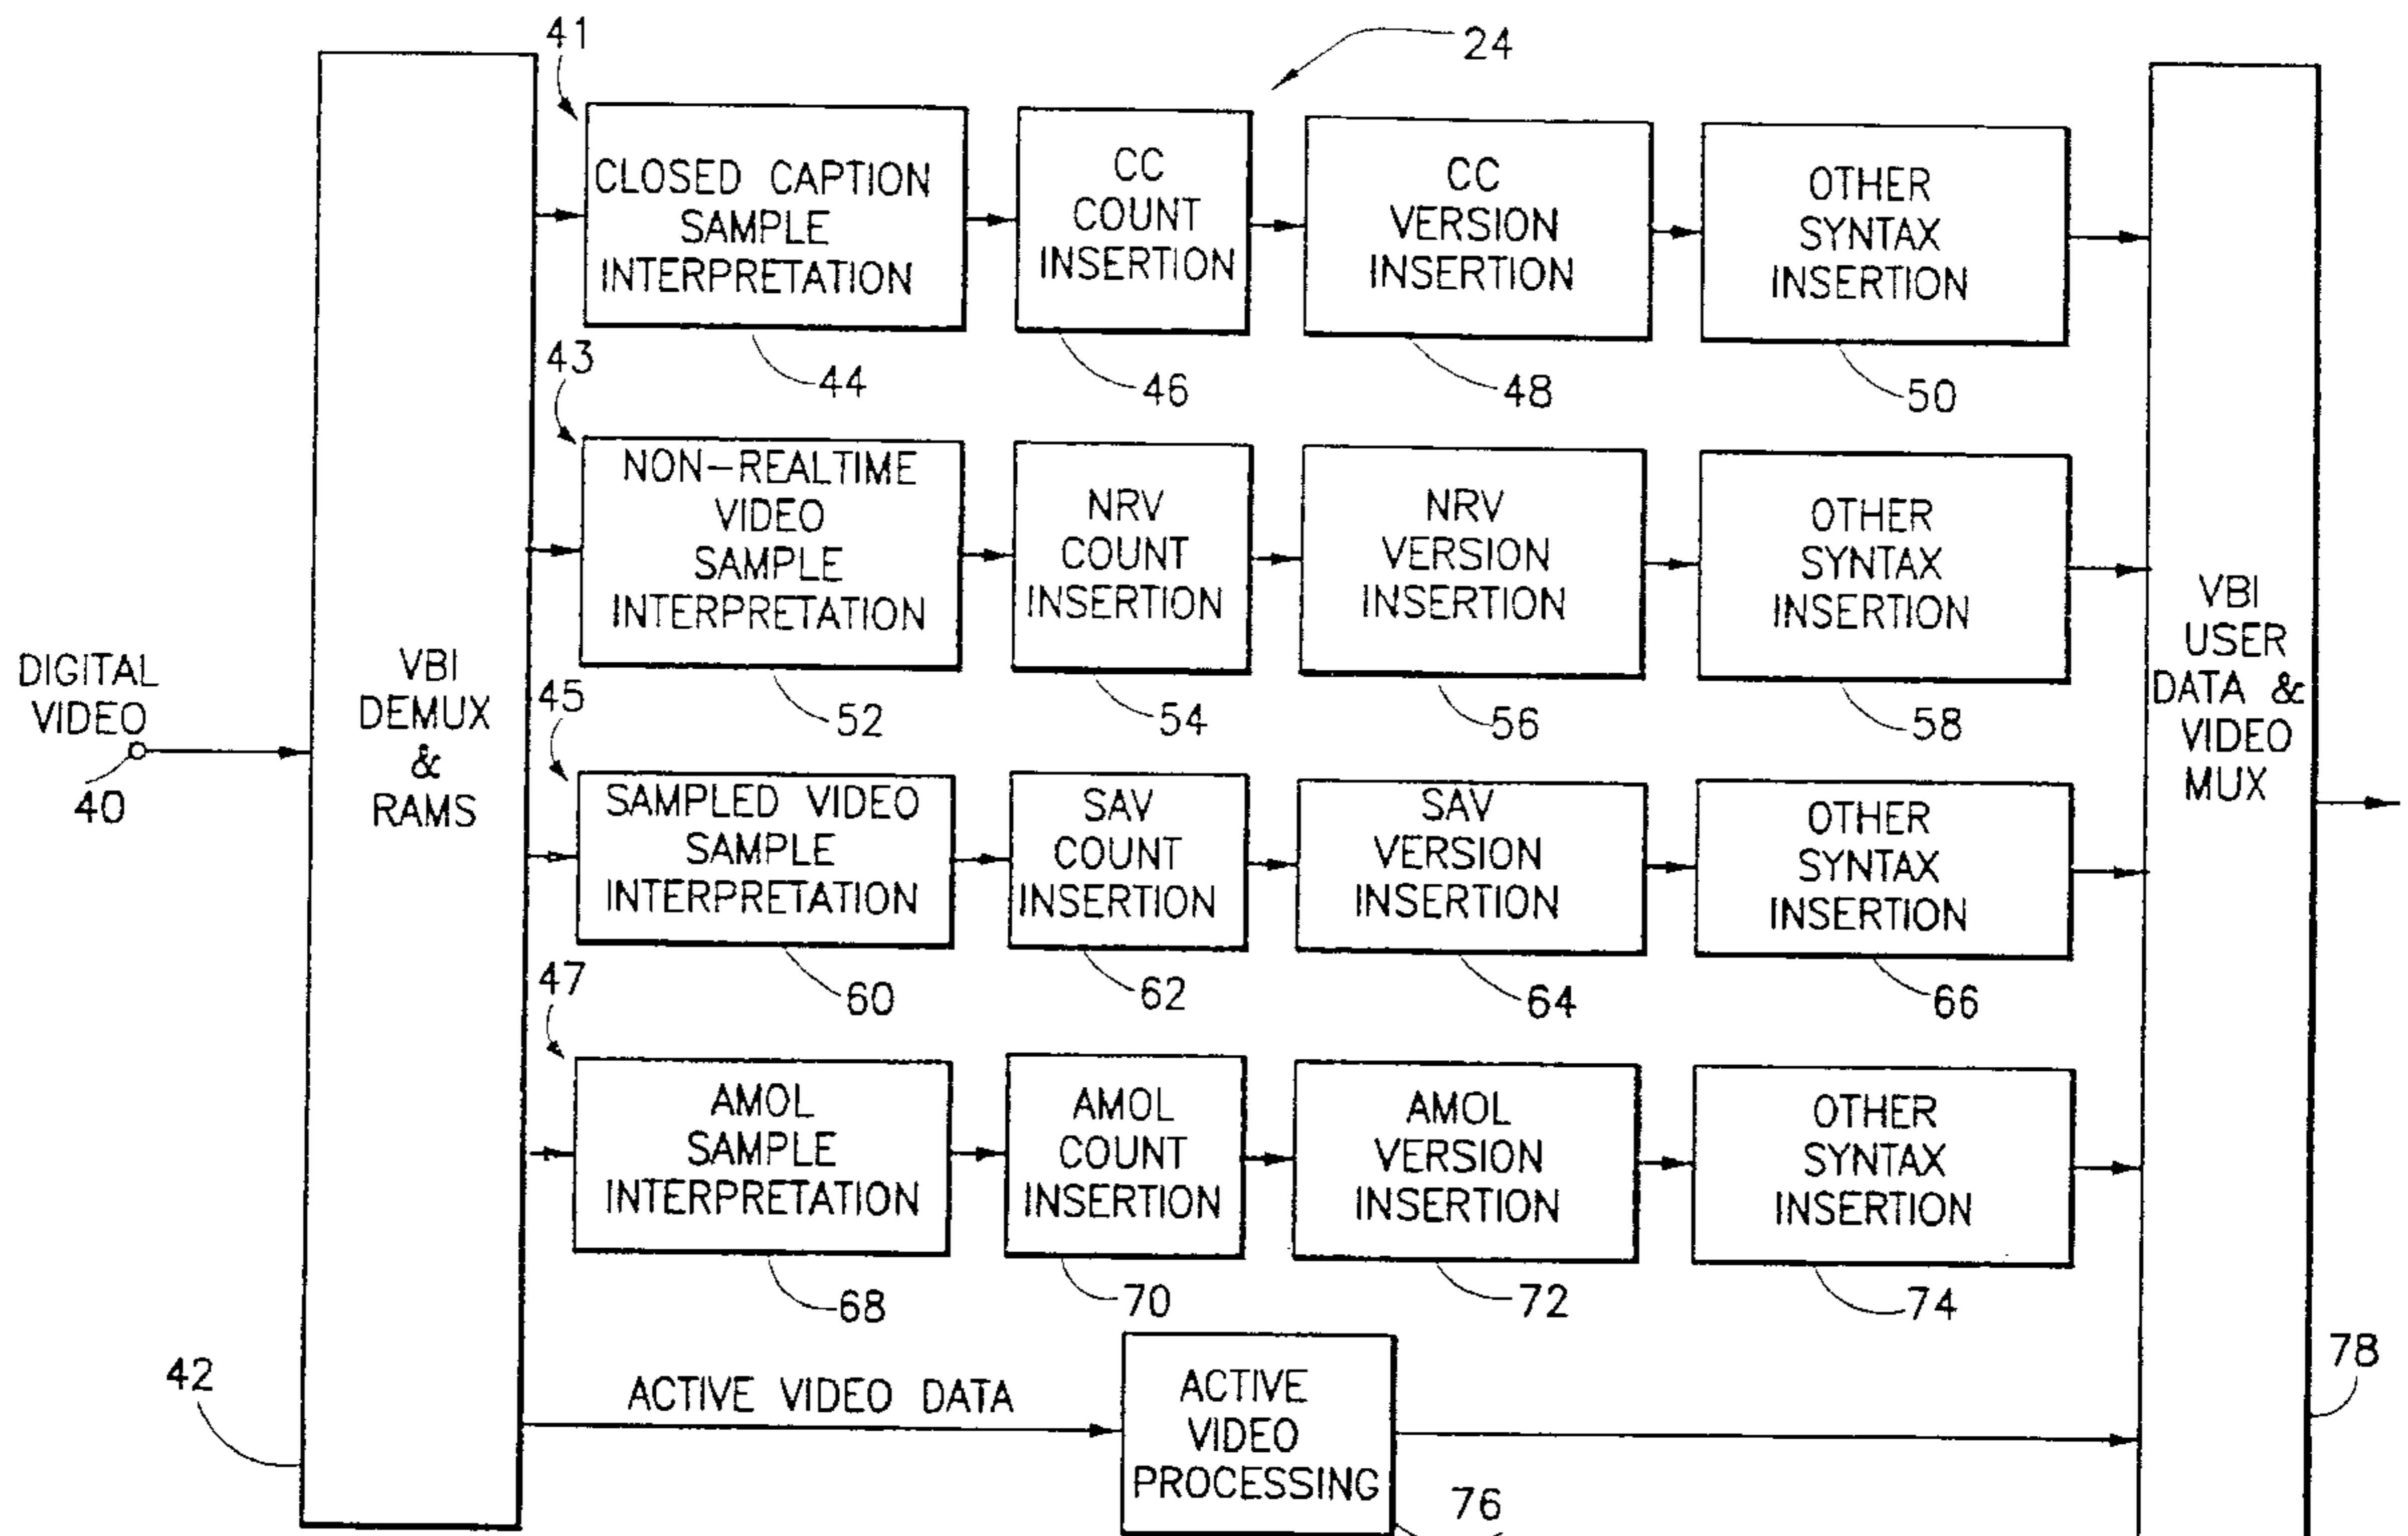 41
24
CLOSED CAPTION
SAMPLE
INTERPRETATION
CC
COUNT
INSERTION
CC
VERSION
INSERTION
OTHER
SYNTAX
INSERTION
44
46
48
50
43
NON-REALTIME
VIDEO
SAMPLE
INTERPRETATION
NRV
COUNT
INSERTION
NRV
VERSION
INSERTION
OTHER
SYNTAX
INSERTION
52
54
56
58
DIGITAL
VIDEO
40
VBI
DEMUX
&
RAMS
VBI
USER
DATA &
VIDEO
MUX
45
SAMPLED VIDEO
SAMPLE
INTERPRETATION
SAV
COUNT
INSERTION
SAV
VERSION
INSERTION
OTHER
SYNTAX
INSERTION
60
62
64
66
47
AMOL
SAMPLE
INTERPRETATION
AMOL
COUNT
INSERTION
AMOL
VERSION
INSERTION
OTHER
SYNTAX
INSERTION
68
70
72
74
42
ACTIVE VIDEO DATA
ACTIVE
VIDEO
PROCESSING
76
78